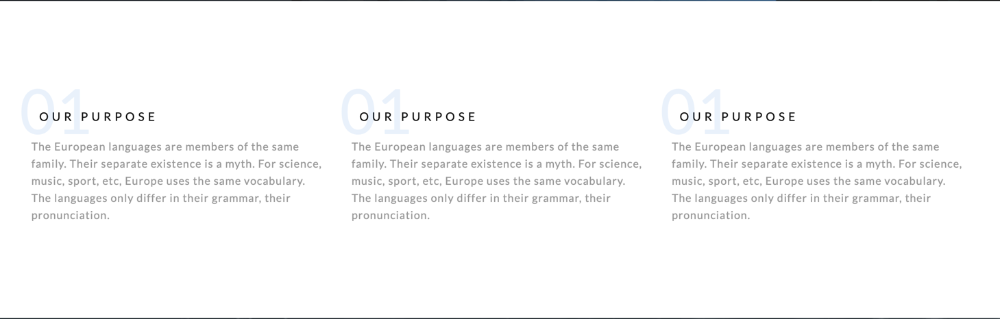 01
OUR PURPOSE
The European languages are members of the same
family. Their separate existence is a myth. For science,
music, sport, etc, Europe uses the same vocabulary.
The languages only differ in their grammar, their
pronunciation.
01
OUR PURPOSE
The European languages are members of the same
family. Their separate existence is a myth. For science,
music, sport, etc, Europe uses the same vocabulary.
The languages only differ in their grammar, their
pronunciation.
01
OUR PURPOSE
The European languages are members of the same
family. Their separate existence is a myth. For science,
music, sport, etc, Europe uses the same vocabulary.
The languages only differ in their grammar, their
pronunciation.